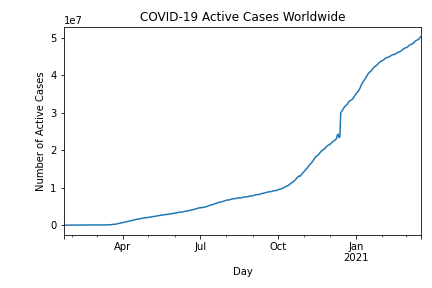 COVID-19 Active Cases Worldwide
1e7
5
4
3
2
1
0
Number of Active Cases
Apr
Jul
Oct
Jan
2021
Day